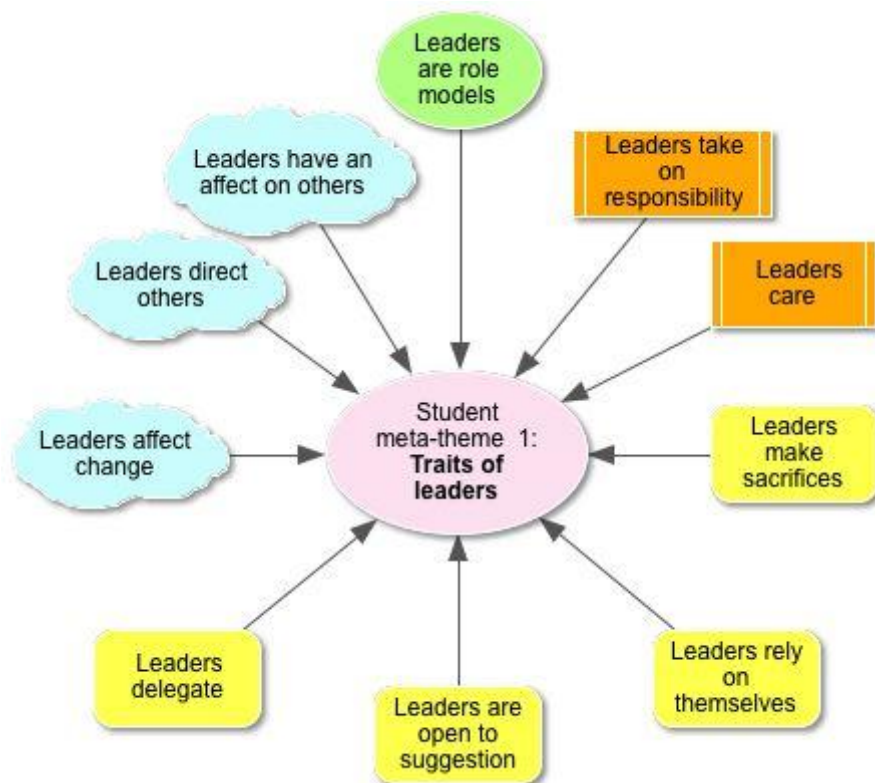 Leaders
are role
models
Leaders have an
affect on others
Leaders take
on
responsibility
Leaders direct
others
Leaders
care
Student
meta-theme 1:
Traits of
leaders
Leaders affect
change
Leaders
make
sacrifices
Leaders
delegate
Leaders are
open to
suggestion
Leaders rely
on
themselves